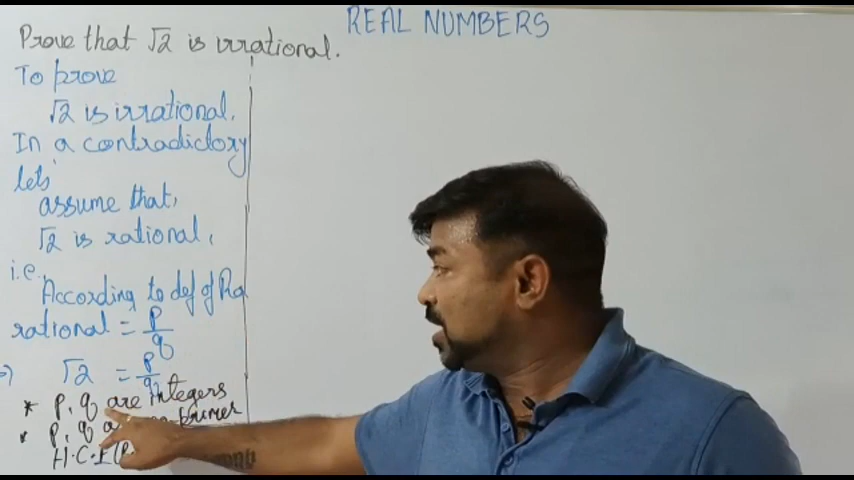 REAL NUMBERS
Prove that √2 is irrational.
To prove
√2 is irrational.
In a contradictory
lets
assume that,
√2 is rational,
i.e.
According to def of Ra
rational = p/q
√2 = p/q
* p, q are integers
* p, q primes
H.C.F (P.